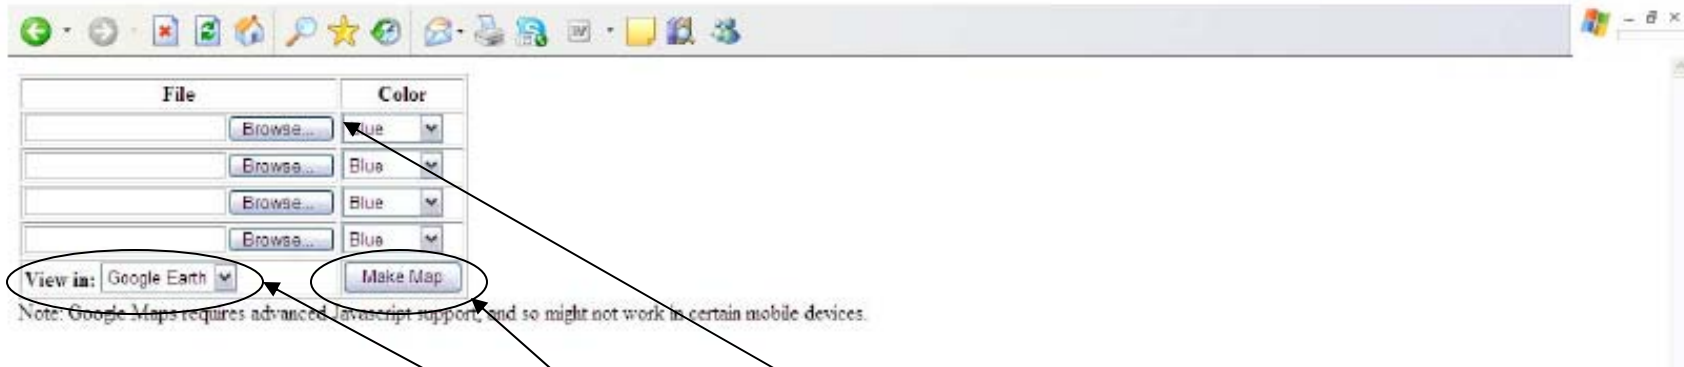 File Color
Browse... Blue
Browse... Blue
Browse... Blue
Browse... Blue
View in: Google Earth Make Map
Note: Google Maps requires advanced Javascript support, and so might not work in certain mobile devices.